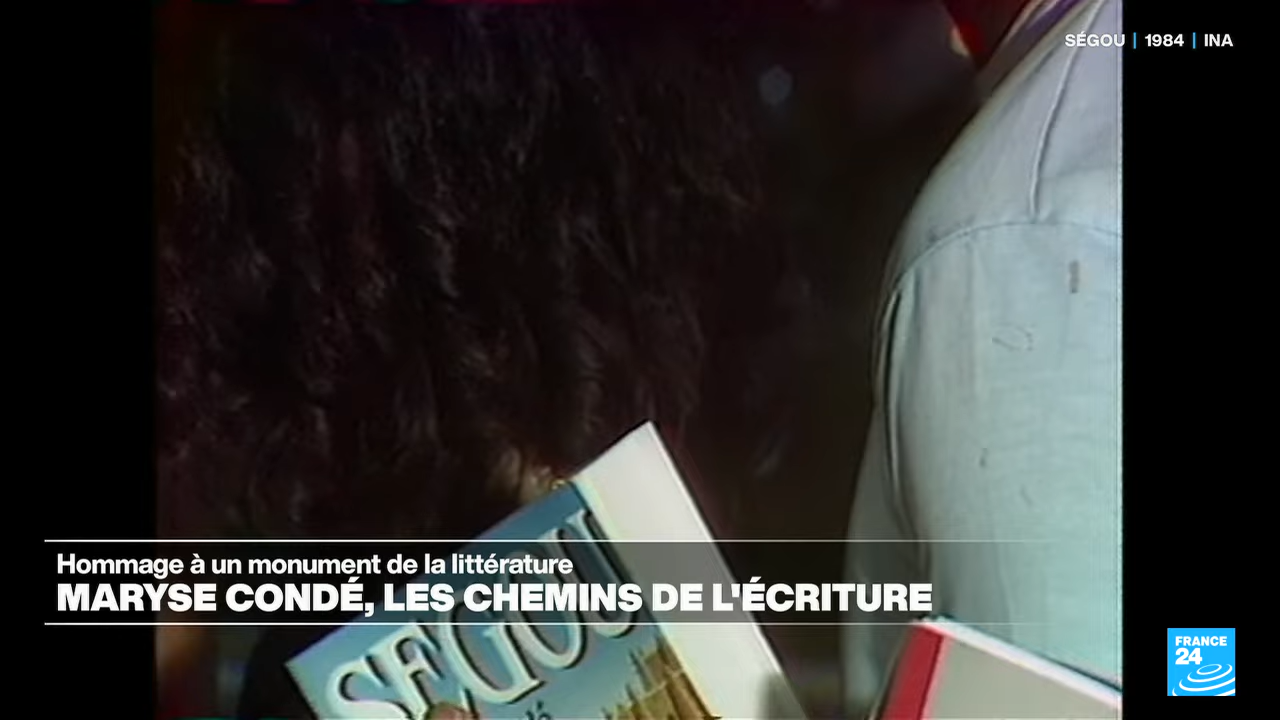 SÉGOU | 1984 | INA
SEGOU
Hommage à un monument de la littérature
MARYSE CONDÉ, LES CHEMINS DE L'ÉCRITURE
FRANCE
24